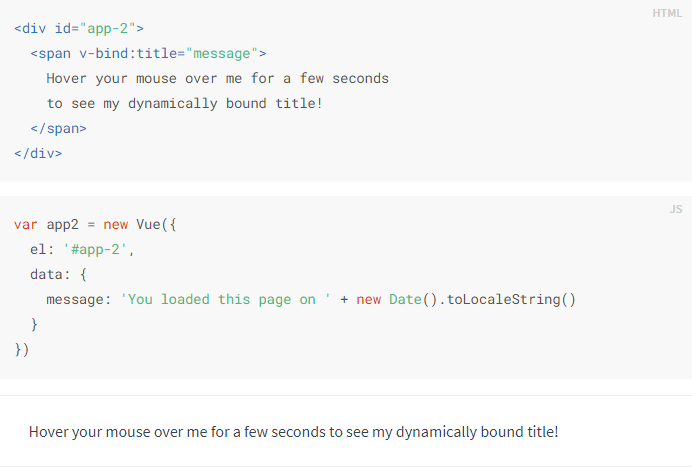 HTML
<div id="app-2">
  <span v-bind:title="message">
    Hover your mouse over me for a few seconds
    to see my dynamically bound title!
  </span>
</div>
JS
var app2 = new Vue({
  el: '#app-2',
  data: {
    message: 'You loaded this page on ' + new Date().toLocaleString()
  }
})
Hover your mouse over me for a few seconds to see my dynamically bound title!